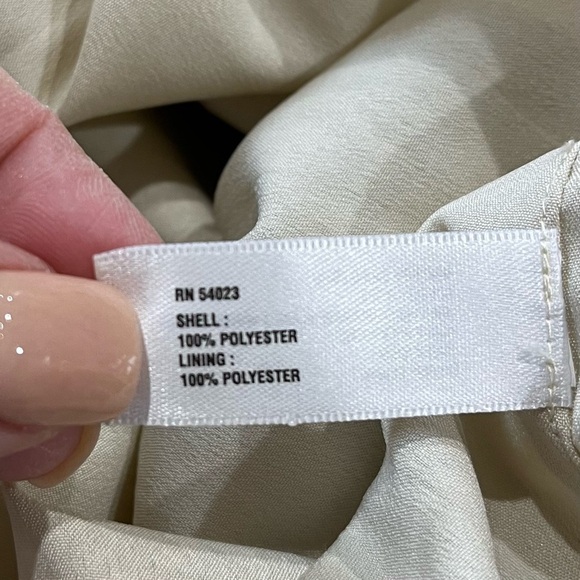 RN 54023
SHELL :
100% POLYESTER
LINING :
100% POLYESTER